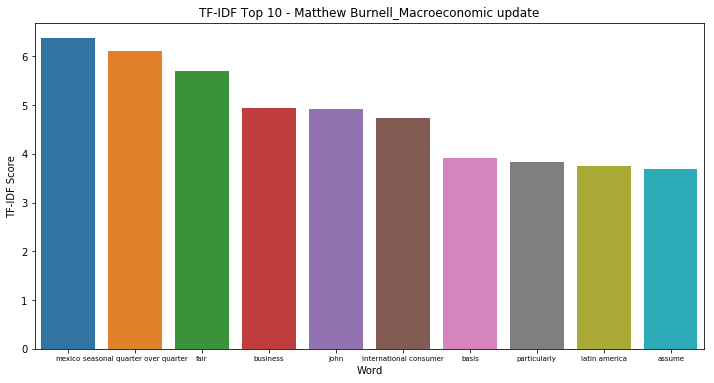 TF-IDF Top 10 - Matthew Burnell_Macroeconomic update
TF-IDF Score
6
5
4
3
2
1
0
mexico seasonal quarter over quarter fair business john international consumer basis particularly latin america assume
Word